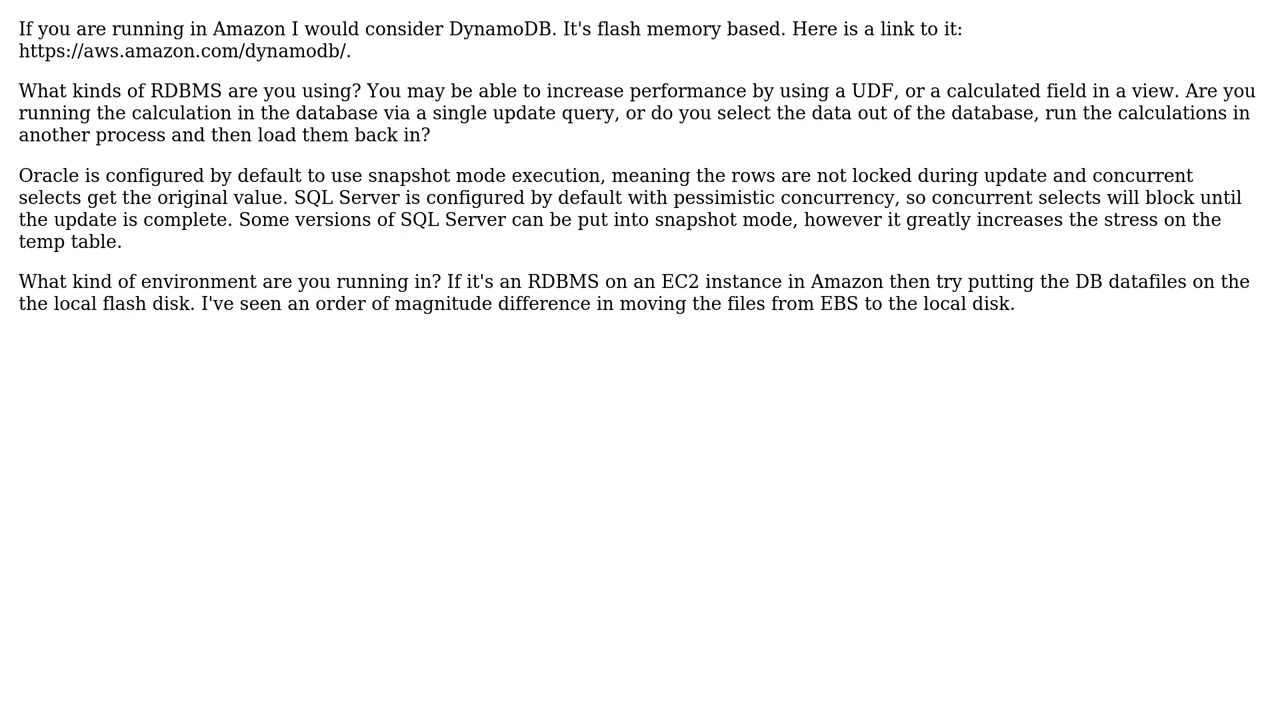 If you are running in Amazon I would consider DynamoDB. It's flash memory based. Here is a link to it:
https://aws.amazon.com/dynamodb/.
What kinds of RDBMS are you using? You may be able to increase performance by using a UDF, or a calculated field in a view. Are you
running the calculation in the database via a single update query, or do you select the data out of the database, run the calculations in
another process and then load them back in?
Oracle is configured by default to use snapshot mode execution, meaning the rows are not locked during update and concurrent
selects get the original value. SQL Server is configured by default with pessimistic concurrency, so concurrent selects will block until
the update is complete. Some versions of SQL Server can be put into snapshot mode, however it greatly increases the stress on the
temp table.
What kind of environment are you running in? If it's an RDBMS on an EC2 instance in Amazon then try putting the DB datafiles on the
the local flash disk. I've seen an order of magnitude difference in moving the files from EBS to the local disk.